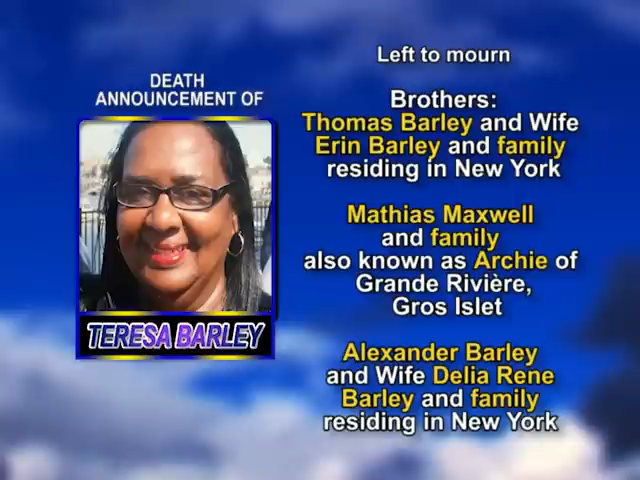 DEATH
ANNOUNCEMENT OF
TERESA BARLEY
Left to mourn
Brothers:
Thomas Barley and Wife
Erin Barley and family
residing in New York
Mathias Maxwell
and family
also known as Archie of
Grande Rivière,
Gros Islet
Alexander Barley
and Wife Delia Rene
Barley and family
residing in New York